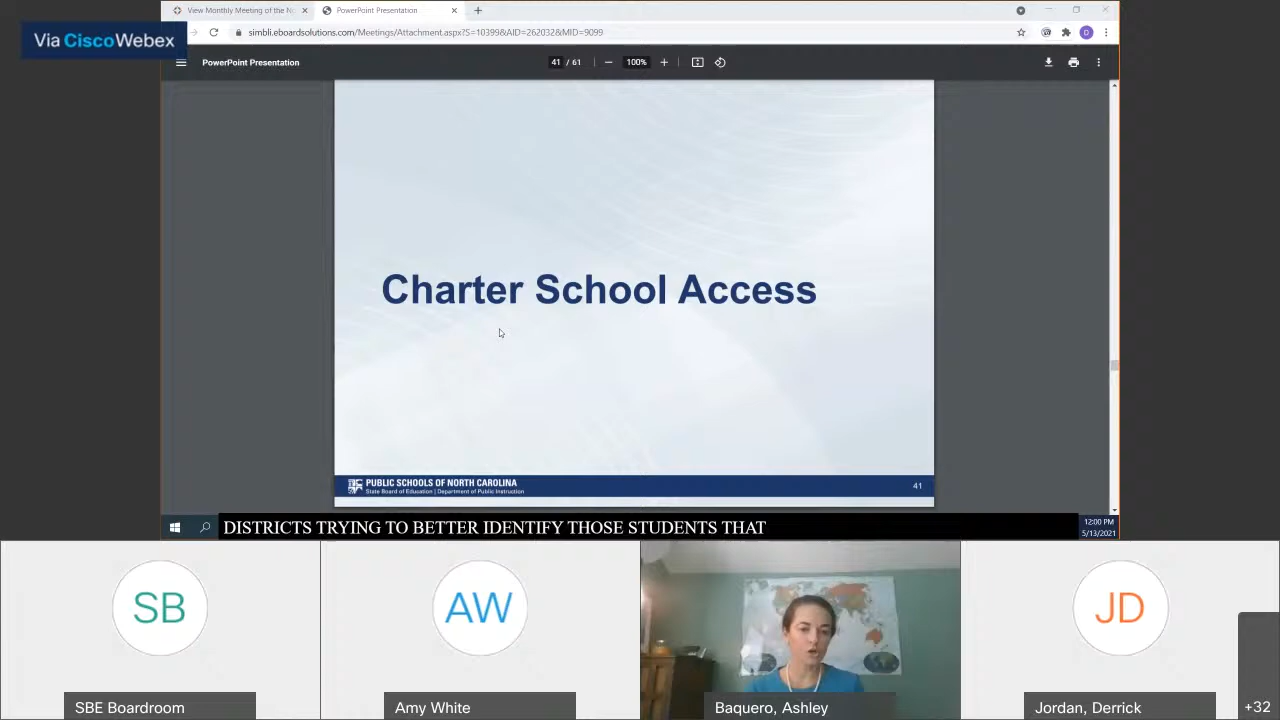 View Monthly Meeting of the N
PowerPoint Presentation
Via Cisco Webex
simbli.eboardsolutions.com/Meetings/Attachment.aspx?S=10399&AID=262032&MID=9099
D
PowerPoint Presentation
41 / 61
100%
Charter School Access
PUBLIC SCHOOLS OF NORTH CAROLINA
State Board of Education | Department of Public Instruction
41
DISTRICTS TRYING TO BETTER IDENTIFY THOSE STUDENTS THAT
12:00 PM
5/13/2021
SB
AW
JD
SBE Boardroom
Amy White
Baquero, Ashley
Jordan, Derrick
+32